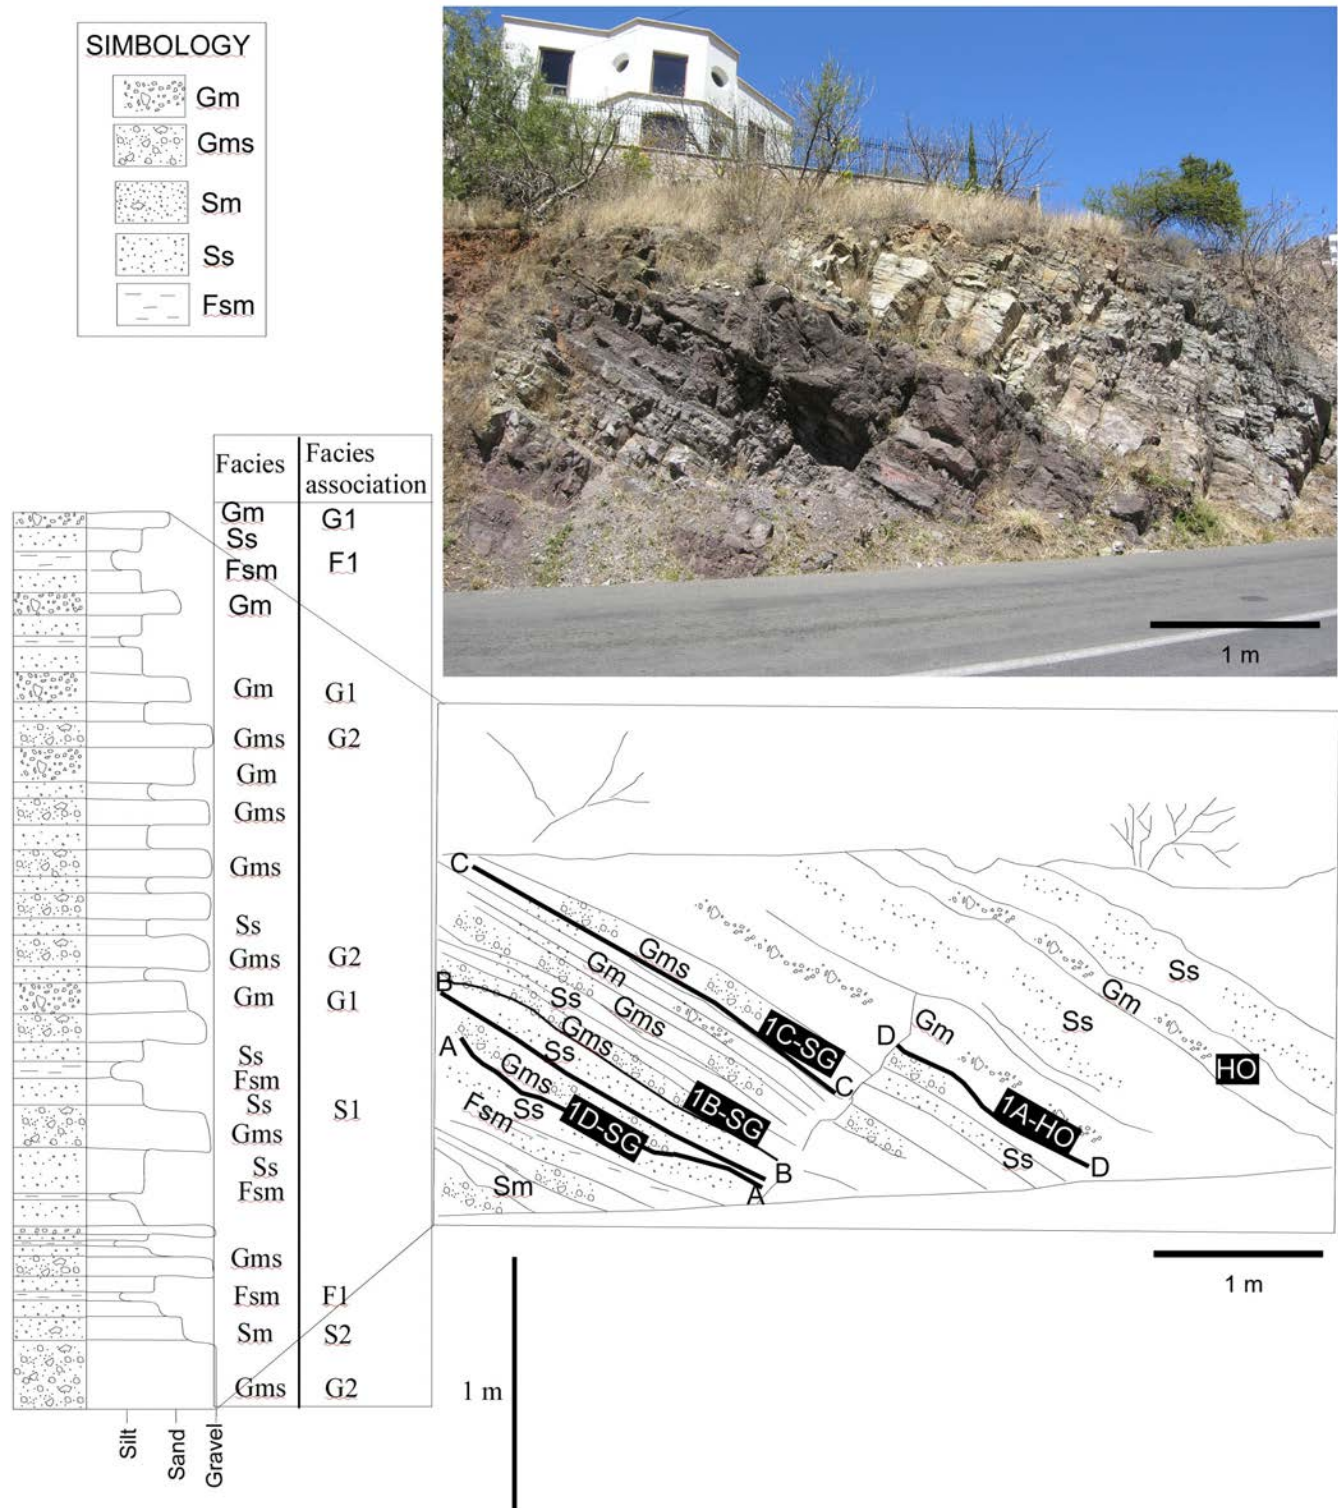 SIMBOLOGY
Gm
Gms
Sm
Ss
Fsm
1 m
Facies
Facies association
Gm G1
Ss
Fsm F1
Gm
Gm G1
Gms G2
Gm
Gms
Gms
Ss
Gms G2
Gm G1
Ss
Fsm
Ss S1
Gms
Ss
Fsm
Gms
Fsm F1
Sm S2
Gms G2
Silt
Sand
Gravel
1 m
C
Gms
Gm
Ss
Gms
Gms
B
Ss
A
Gms
Ss
Fsm
Sm
1C-SG
C
1B-SG
B
1D-SG
A
D
Gm
Ss
Gm
Ss
HO
1A-HO
Ss
D
1 m